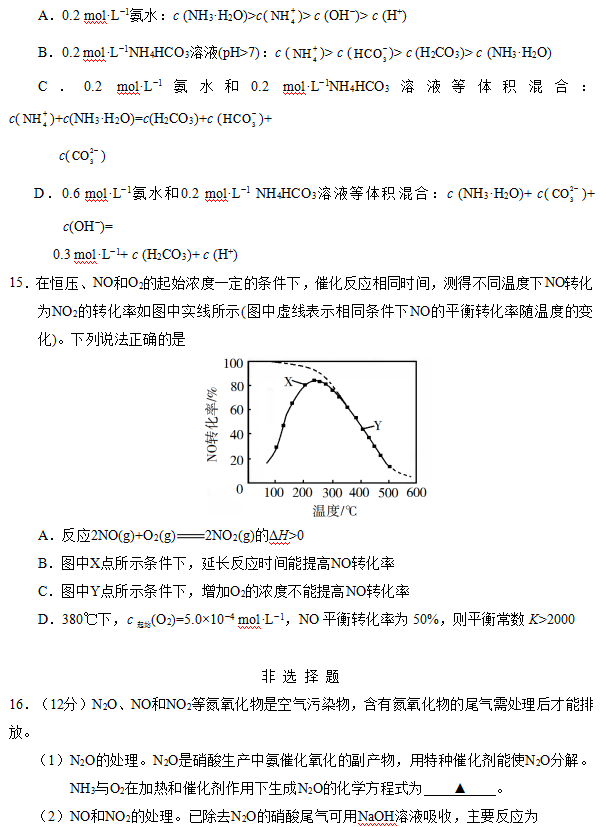 A．0.2 mol·L⁻¹氨水：c (NH₃·H₂O)>c(NH₄⁺)> c (OH⁻)> c (H⁺)
B．0.2 mol·L⁻¹NH4HCO3溶液(pH>7)：c (NH₄⁺)> c (HCO₃⁻)> c (H₂CO₃)> c (NH₃·H₂O)
C．0.2 mol·L⁻¹氨水和0.2 mol·L⁻¹NH4HCO3溶液等体积混合：
c(NH₄⁺)+c(NH₃·H₂O)=c(H₂CO₃)+c (HCO₃⁻)+
c(CO₃²⁻)
D．0.6 mol·L⁻¹氨水和0.2 mol·L⁻¹ NH4HCO3溶液等体积混合：c (NH₃·H₂O)+ c(CO₃²⁻)+
c(OH⁻)=
0.3 mol·L⁻¹+ c (H₂CO₃)+ c (H⁺)
15．在恒压、NO和O₂的起始浓度一定的条件下，催化反应相同时间，测得不同温度下NO转化
为NO₂的转化率如图中实线所示(图中虚线表示相同条件下NO的平衡转化率随温度的变
化)。下列说法正确的是
NO转化率/%
100
80
60
40
20
0
X
Y
100 200 300 400 500 600
温度/℃
A．反应2NO(g)+O₂(g)═══2NO₂(g)的ΔH>0
B．图中X点所示条件下，延长反应时间能提高NO转化率
C．图中Y点所示条件下，增加O₂的浓度不能提高NO转化率
D．380℃下，c起始(O₂)=5.0×10⁻⁴ mol·L⁻¹，NO平衡转化率为50%，则平衡常数K>2000
非 选 择 题
16．（12分）N₂O、NO和NO₂等氮氧化物是空气污染物，含有氮氧化物的尾气需处理后才能排
放。
（1）N₂O的处理。N₂O是硝酸生产中氨催化氧化的副产物，用特种催化剂能使N₂O分解。
NH₃与O₂在加热和催化剂作用下生成N₂O的化学方程式为 ▲ 。
（2）NO和NO₂的处理。已除去N₂O的硝酸尾气可用NaOH溶液吸收，主要反应为